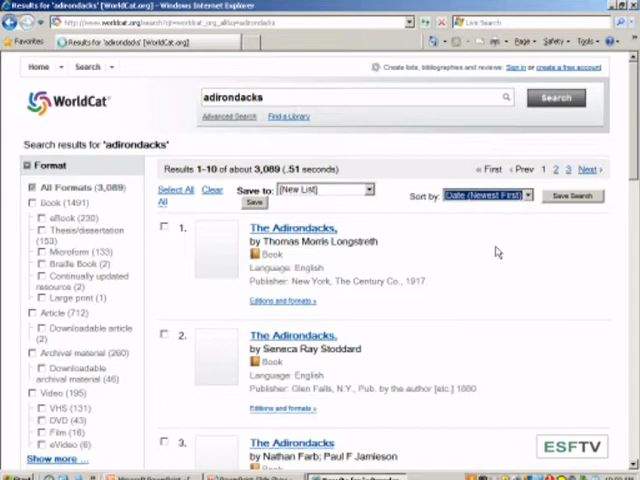 Results for 'adirondacks' [WorldCat.org] - Windows Internet Explorer
Live Search
Favorites
Results for 'adirondacks' [WorldCat.org]
Page
Safety
Tools
Home
Search
Create lists, bibliographies and reviews: Sign in or create a free account
WorldCat
adirondacks
Search
Advanced Search Find a Library
Search results for 'adirondacks'
Format
All Formats (3,089)
Book (1491)
eBook (230)
Thesis/dissertation
(153)
Microform (133)
Braille Book (2)
Continually updated
resource (2)
Large print (1)
Article (712)
Downloadable article
(2)
Archival material (260)
Downloadable
archival material (46)
Video (195)
VHS (131)
DVD (43)
Film (16)
eVideo (6)
Show more ...
Results 1-10 of about 3,089 (.51 seconds)
« First ‹ Prev 1 2 3 Next ›
Select All Clear All
Save to: [New List]
Save
Sort by: Date (Newest First)
Save Search
1.
The Adirondacks,
by Thomas Morris Longstreth
Book
Language: English
Publisher: New York, The Century Co., 1917.
Editions and formats »
2.
The Adirondacks.
by Seneca Ray Stoddard
Book
Language: English
Publisher: Glen Falls, N.Y., Pub. by the author [etc.] 1880
Editions and formats »
3.
The Adirondacks
by Nathan Farb; Paul F Jamieson
Book
ESFTV